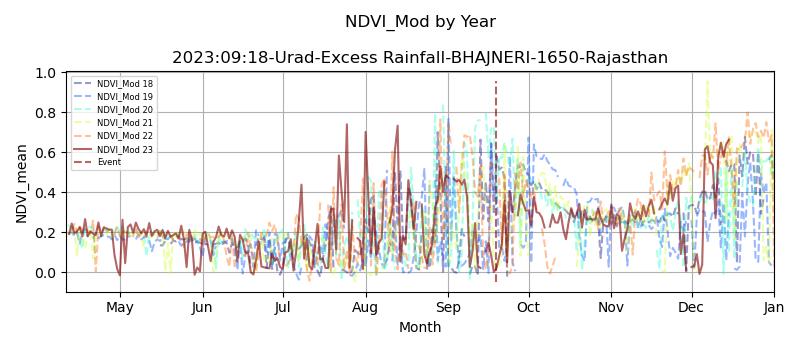 NDVI_Mod by Year
2023:09:18-Urad-Excess Rainfall-BHAJNERI-1650-Rajasthan
1.0
0.8
0.6
0.4
0.2
0.0
NDVI_mean
NDVI_Mod 18
NDVI_Mod 19
NDVI_Mod 20
NDVI_Mod 21
NDVI_Mod 22
NDVI_Mod 23
Event
May Jun Jul Aug Sep Oct Nov Dec Jan
Month